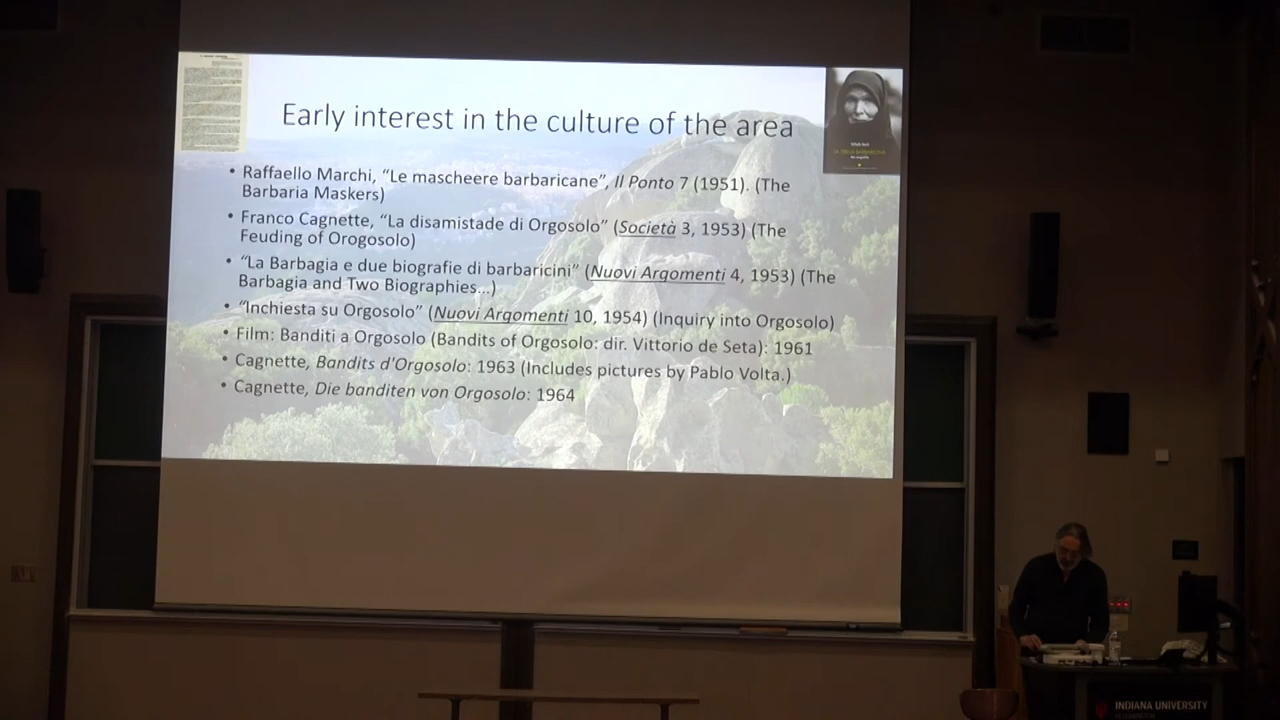 Early interest in the culture of the area
• Raffaello Marchi, “Le mascheere barbaricane”, Il Ponto 7 (1951). (The
Barbaria Maskers)
• Franco Cagnette, “La disamistade di Orgosolo” (Società 3, 1953) (The
Feuding of Orogosolo)
• “La Barbagia e due biografie di barbaricini” (Nuovi Argomenti 4, 1953) (The
Barbagia and Two Biographies...)
• “Inchiesta su Orgosolo” (Nuovi Argomenti 10, 1954) (Inquiry into Orgosolo)
• Film: Banditi a Orgosolo (Bandits of Orgosolo: dir. Vittorio de Seta): 1961
• Cagnette, Bandits d'Orgosolo: 1963 (Includes pictures by Pablo Volta.)
• Cagnette, Die banditen von Orgosolo: 1964
INDIANA UNIVERSITY